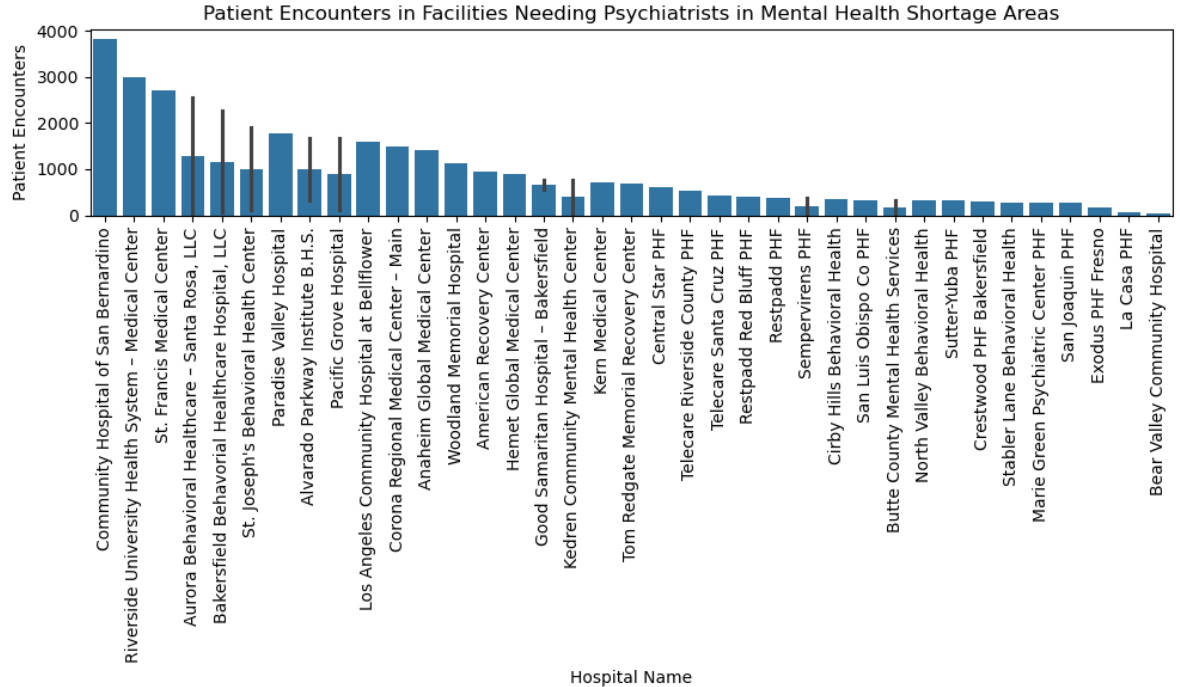 Patient Encounters in Facilities Needing Psychiatrists in Mental Health Shortage Areas
Patient Encounters
4000
3000
2000
1000
0
Community Hospital of San Bernardino
Riverside University Health System – Medical Center
St. Francis Medical Center
Aurora Behavioral Healthcare – Santa Rosa, LLC
Bakersfield Behavorial Healthcare Hospital, LLC
St. Joseph's Behavioral Health Center
Paradise Valley Hospital
Alvarado Parkway Institute B.H.S.
Pacific Grove Hospital
Los Angeles Community Hospital at Bellflower
Corona Regional Medical Center – Main
Anaheim Global Medical Center
Woodland Memorial Hospital
American Recovery Center
Hemet Global Medical Center
Good Samaritan Hospital – Bakersfield
Kedren Community Mental Health Center
Kern Medical Center
Tom Redgate Memorial Recovery Center
Central Star PHF
Telecare Riverside County PHF
Telecare Santa Cruz PHF
Restpadd Red Bluff PHF
Restpadd PHF
Sempervirens PHF
Cirby Hills Behavioral Health
San Luis Obispo Co PHF
Butte County Mental Health Services
North Valley Behavioral Health
Sutter-Yuba PHF
Crestwood PHF Bakersfield
Stabler Lane Behavioral Health
Marie Green Psychiatric Center PHF
San Joaquin PHF
Exodus PHF Fresno
La Casa PHF
Bear Valley Community Hospital
Hospital Name